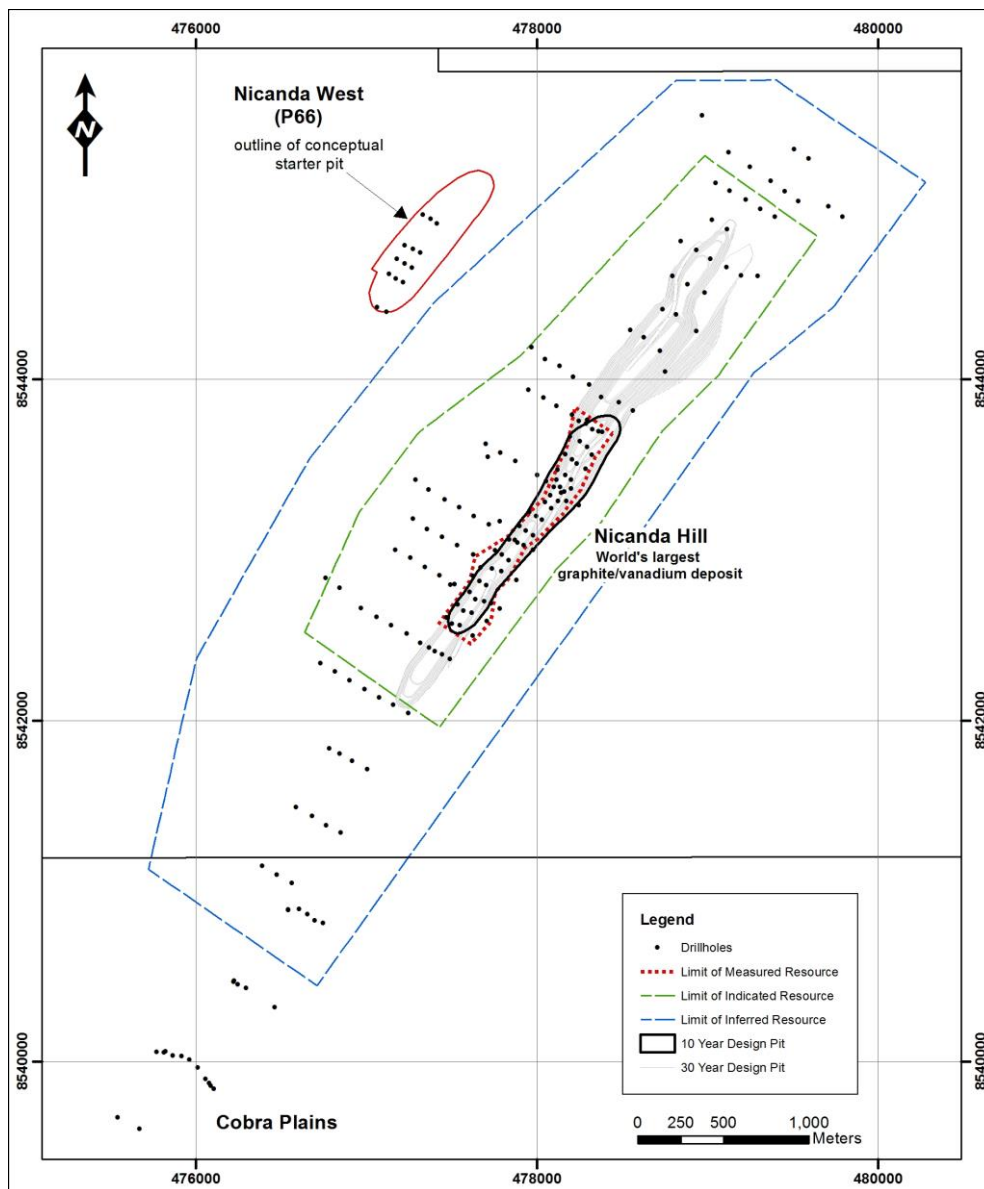 476000
478000
480000
N
Nicanda West
(P66)
outline of conceptual
starter pit
8544000
8544000
Nicanda Hill
World's largest
graphite/vanadium deposit
8542000
8542000
Legend
Drillholes
Limit of Measured Resource
Limit of Indicated Resource
Limit of Inferred Resource
10 Year Design Pit
30 Year Design Pit
8540000
8540000
Cobra Plains
0 250 500 1,000
Meters
476000
478000
480000